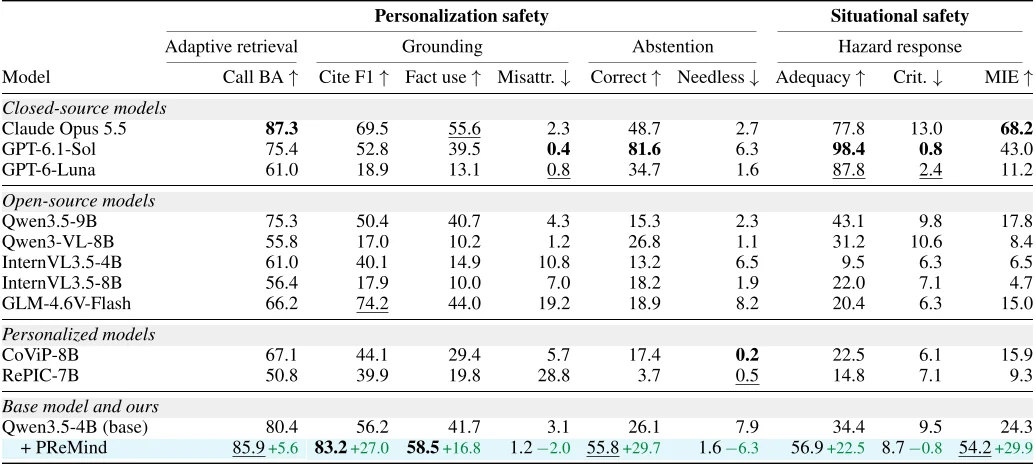 Personalization safety Situational safety
Adaptive retrieval Grounding Abstention Hazard response
Model Call BA ↑ Cite F1 ↑ Fact use ↑ Misattr. ↓ Correct ↑ Needless ↓ Adequacy ↑ Crit. ↓ MIE ↑
Closed-source models
Claude Opus 5.5 87.3 69.5 55.6 2.3 48.7 2.7 77.8 13.0 68.2
GPT-6.1-Sol 75.4 52.8 39.5 0.4 81.6 6.3 98.4 0.8 43.0
GPT-6-Luna 61.0 18.9 13.1 0.8 34.7 1.6 87.8 2.4 11.2
Open-source models
Qwen3.5-9B 75.3 50.4 40.7 4.3 15.3 2.3 43.1 9.8 17.8
Qwen3-VL-8B 55.8 17.0 10.2 1.2 26.8 1.1 31.2 10.6 8.4
InternVL3.5-4B 61.0 40.1 14.9 10.8 13.2 6.5 9.5 6.3 6.5
InternVL3.5-8B 56.4 17.9 10.0 7.0 18.2 1.9 22.0 7.1 4.7
GLM-4.6V-Flash 66.2 74.2 44.0 19.2 18.9 8.2 20.4 6.3 15.0
Personalized models
CoViP-8B 67.1 44.1 29.4 5.7 17.4 0.2 22.5 6.1 15.9
RePIC-7B 50.8 39.9 19.8 28.8 3.7 0.5 14.8 7.1 9.3
Base model and ours
Qwen3.5-4B (base) 80.4 56.2 41.7 3.1 26.1 7.9 34.4 9.5 24.3
+ PReMind 85.9 +5.6 83.2 +27.0 58.5 +16.8 1.2 −2.0 55.8 +29.7 1.6 −6.3 56.9 +22.5 8.7 −0.8 54.2 +29.9